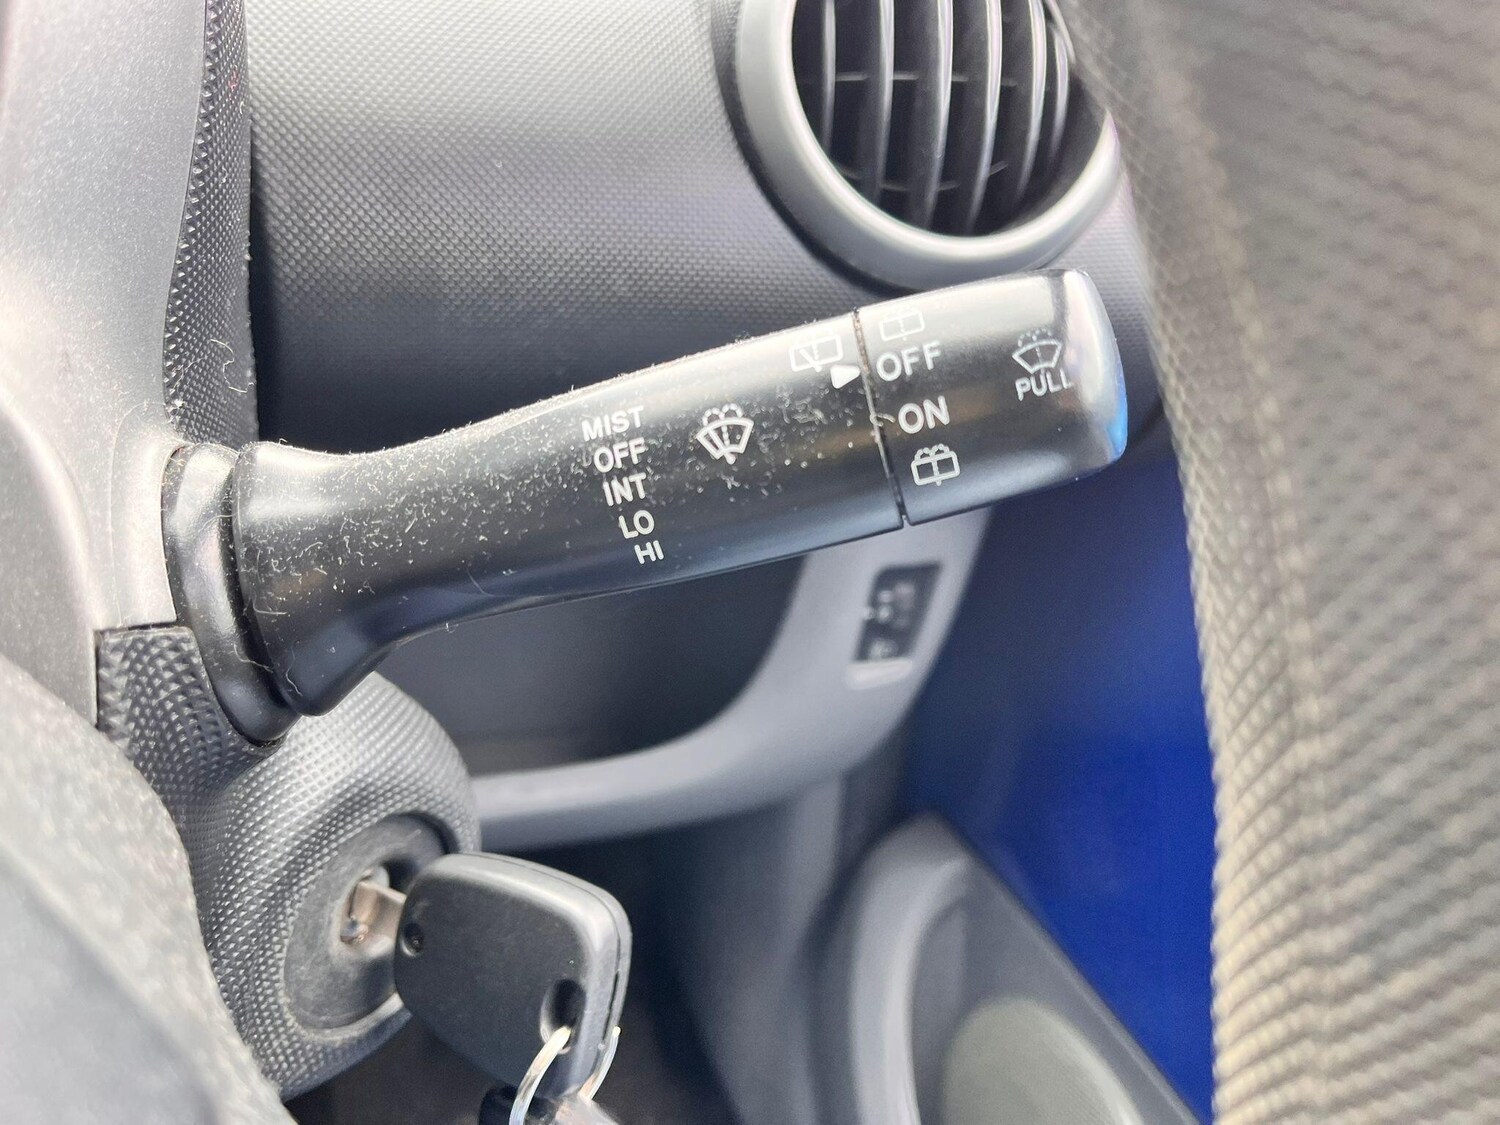 MIST
OFF
INT
LO
HI
OFF
ON
PULL